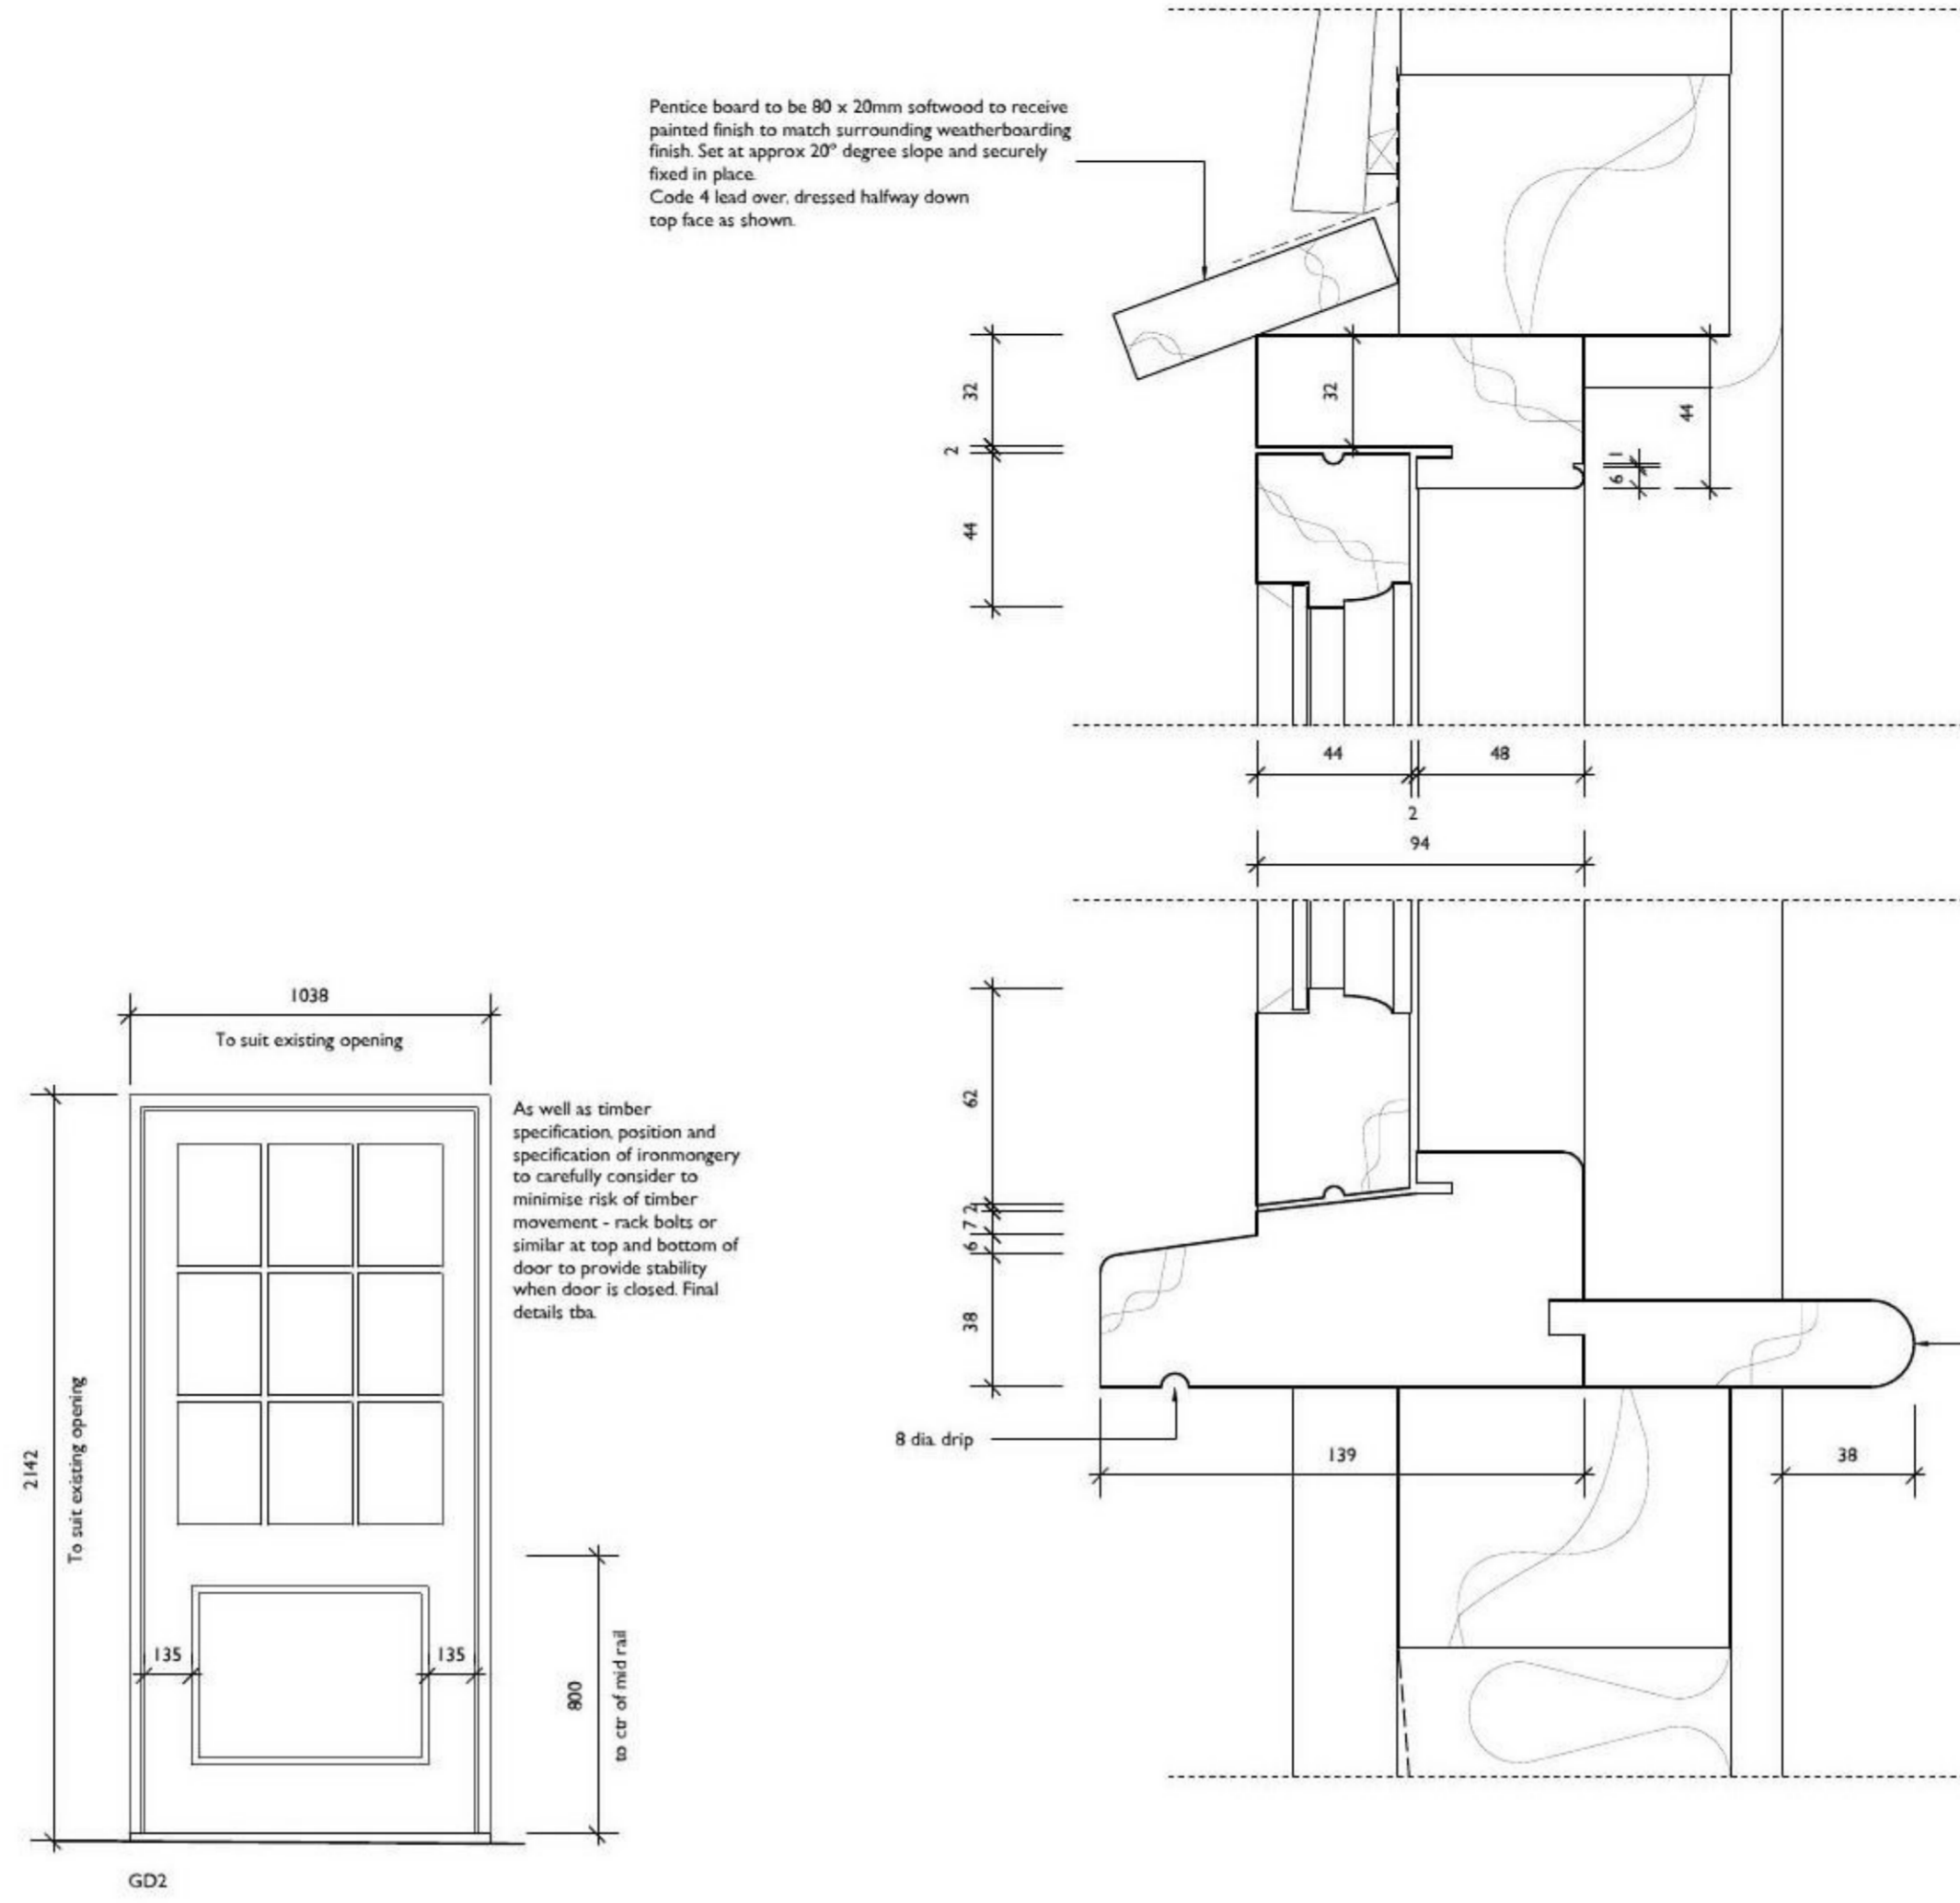 Pentice board to be 80 x 20mm softwood to receive
painted finish to match surrounding weatherboarding
finish. Set at approx 20° degree slope and securely
fixed in place.
Code 4 lead over, dressed halfway down
top face as shown.
32
2
44
32
44
1
6
44
48
2
94
62
2
7
6
38
8 dia. drip
139
38
1038
To suit existing opening
2142
To suit existing opening
As well as timber
specification, position and
specification of ironmongery
to carefully consider to
minimise risk of timber
movement - rack bolts or
similar at top and bottom of
door to provide stability
when door is closed. Final
details tba.
135
135
800
to ctr of mid rail
GD2